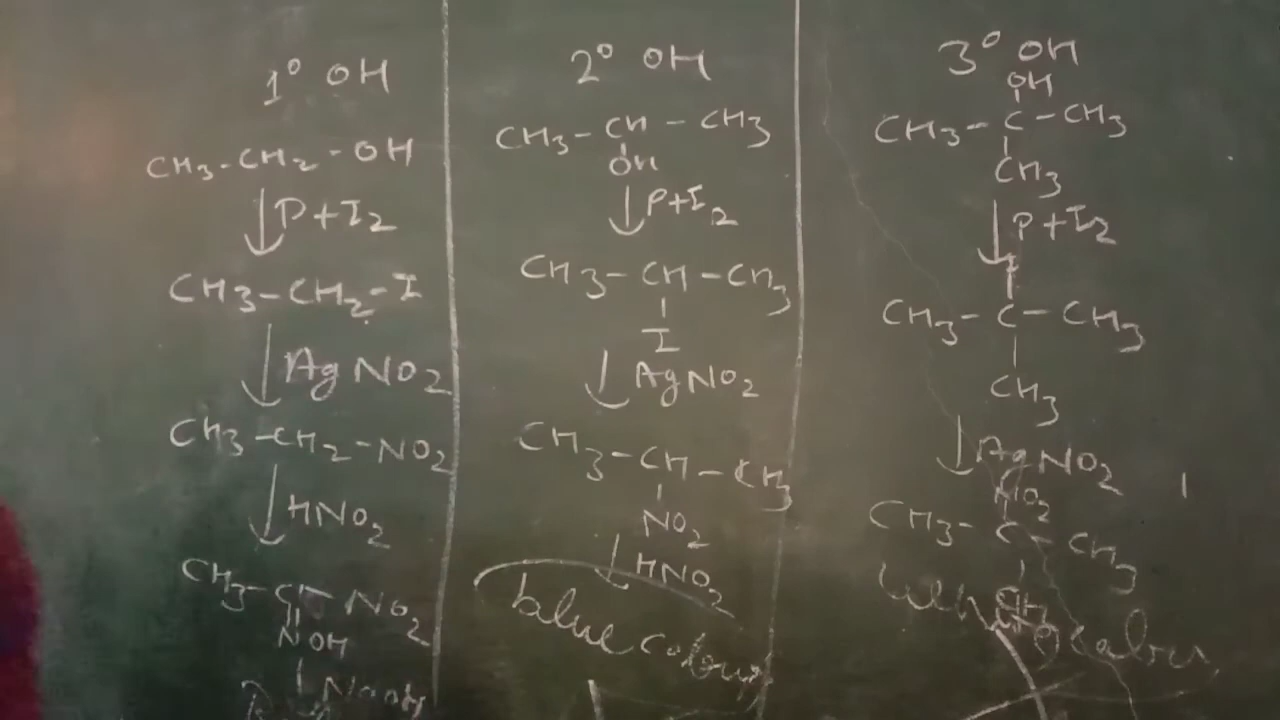 1° OH
CH3-CH2-OH
↓ P+I2
CH3-CH2-I
↓ AgNO2
CH3-CH2-NO2
↓ HNO2
CH3-C-NO2
||
NOH
|
2° OH
CH3-CH-CH3
OH
↓ P+I2
CH3-CH-CH3
|
I
↓ AgNO2
CH3-CH-CH3
|
NO2
↓ HNO2
blue colour
3° OH
OH
CH3-C-CH3
|
CH3
↓ P+I2
CH3-C-CH3
|
CH3
↓ AgNO2
NO2
CH3-C-CH3